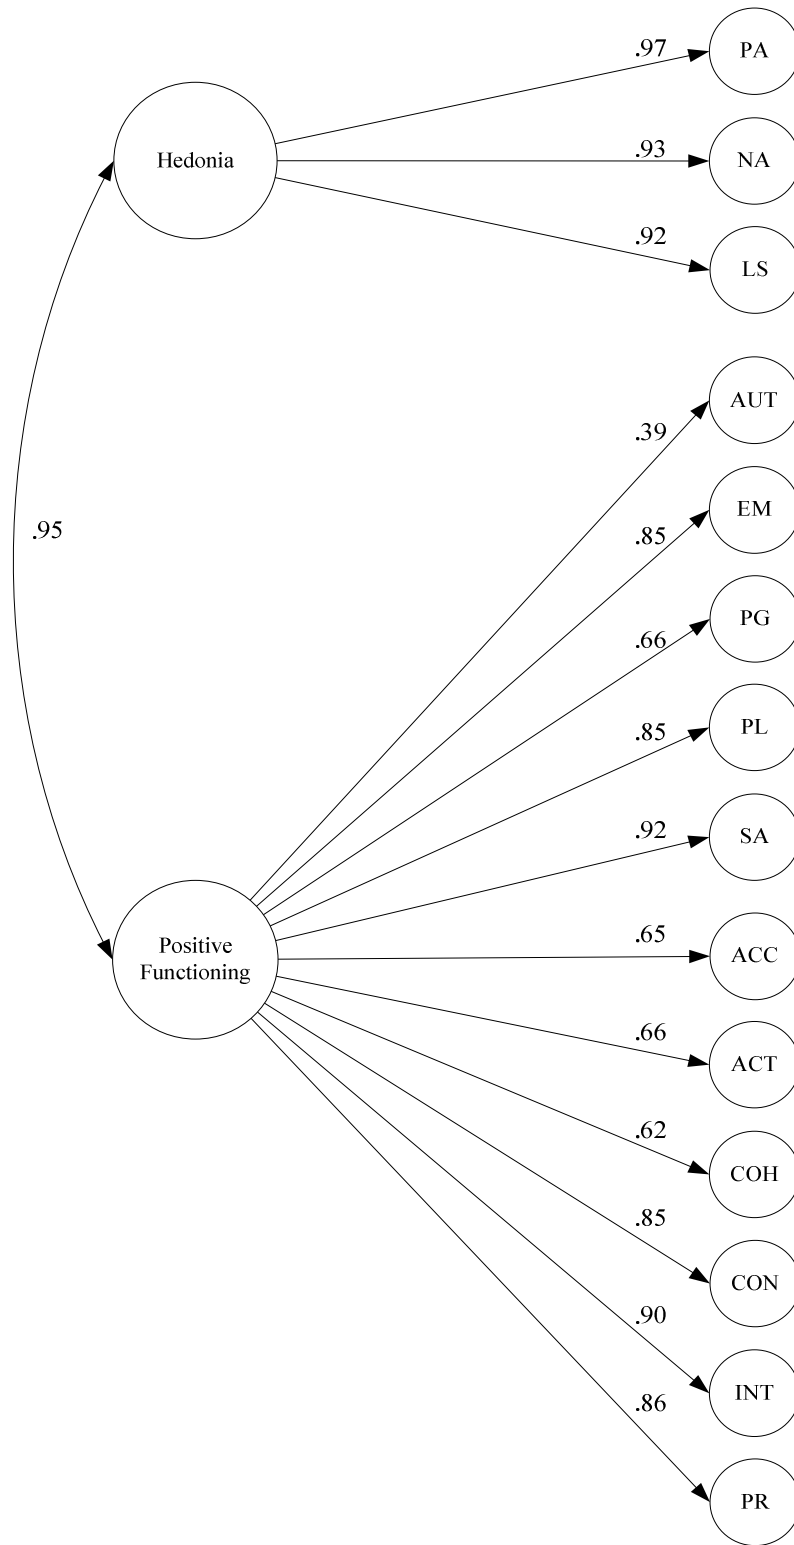 .97
PA
Hedonia
.93
NA
.92
LS
.39
AUT
.85
EM
.95
.66
PG
.85
PL
.92
SA
Positive
Functioning
.65
ACC
.66
ACT
.62
COH
.85
CON
.90
INT
.86
PR